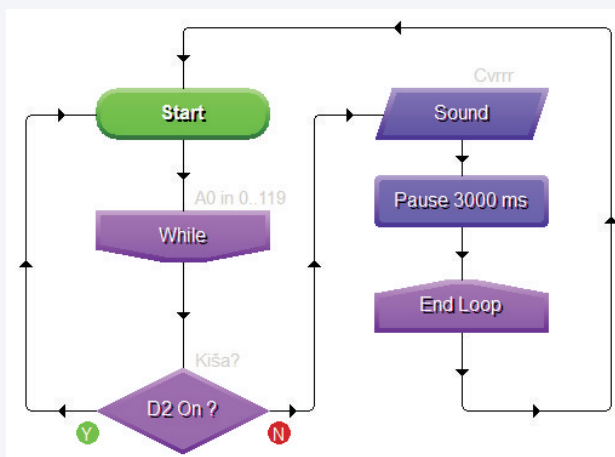 Start
A0 in 0..119
While
Kiša?
D2 On ?
Y
N
Cvrrr
Sound
Pause 3000 ms
End Loop